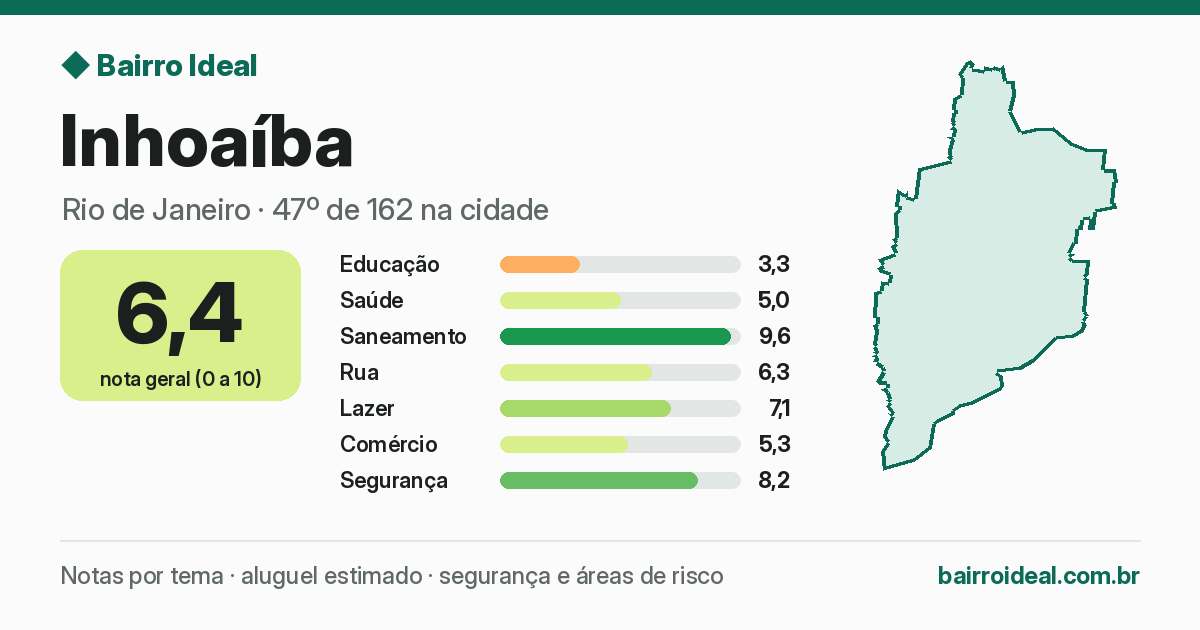 Bairro Ideal
Inhoaíba
Rio de Janeiro · 47º de 162 na cidade
6,4
nota geral (0 a 10)
Educação 3,3
Saúde 5,0
Saneamento 9,6
Rua 6,3
Lazer 7,1
Comércio 5,3
Segurança 8,2
Notas por tema · aluguel estimado · segurança e áreas de risco
bairroideal.com.br